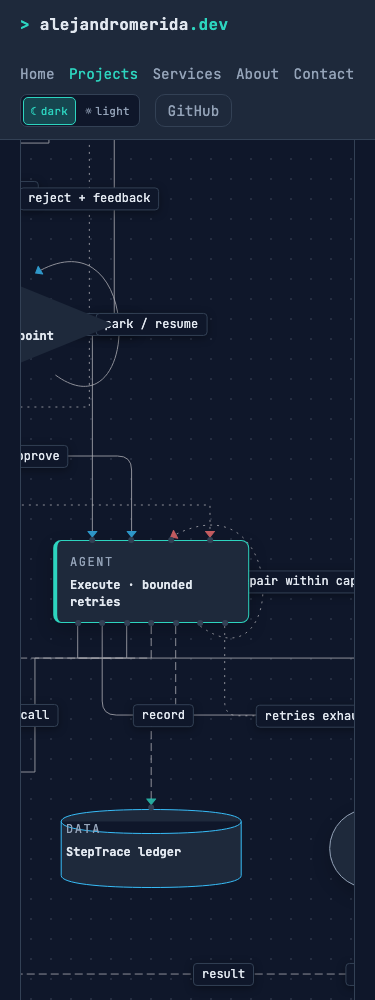 > alejandromerida.dev
Home Projects Services About Contact
☾ dark ☼ light GitHub
reject + feedback
park / resume
point
pprove
AGENT
Execute · bounded
retries
pair within cap
call
record
retries exhau
DATA
StepTrace ledger
result